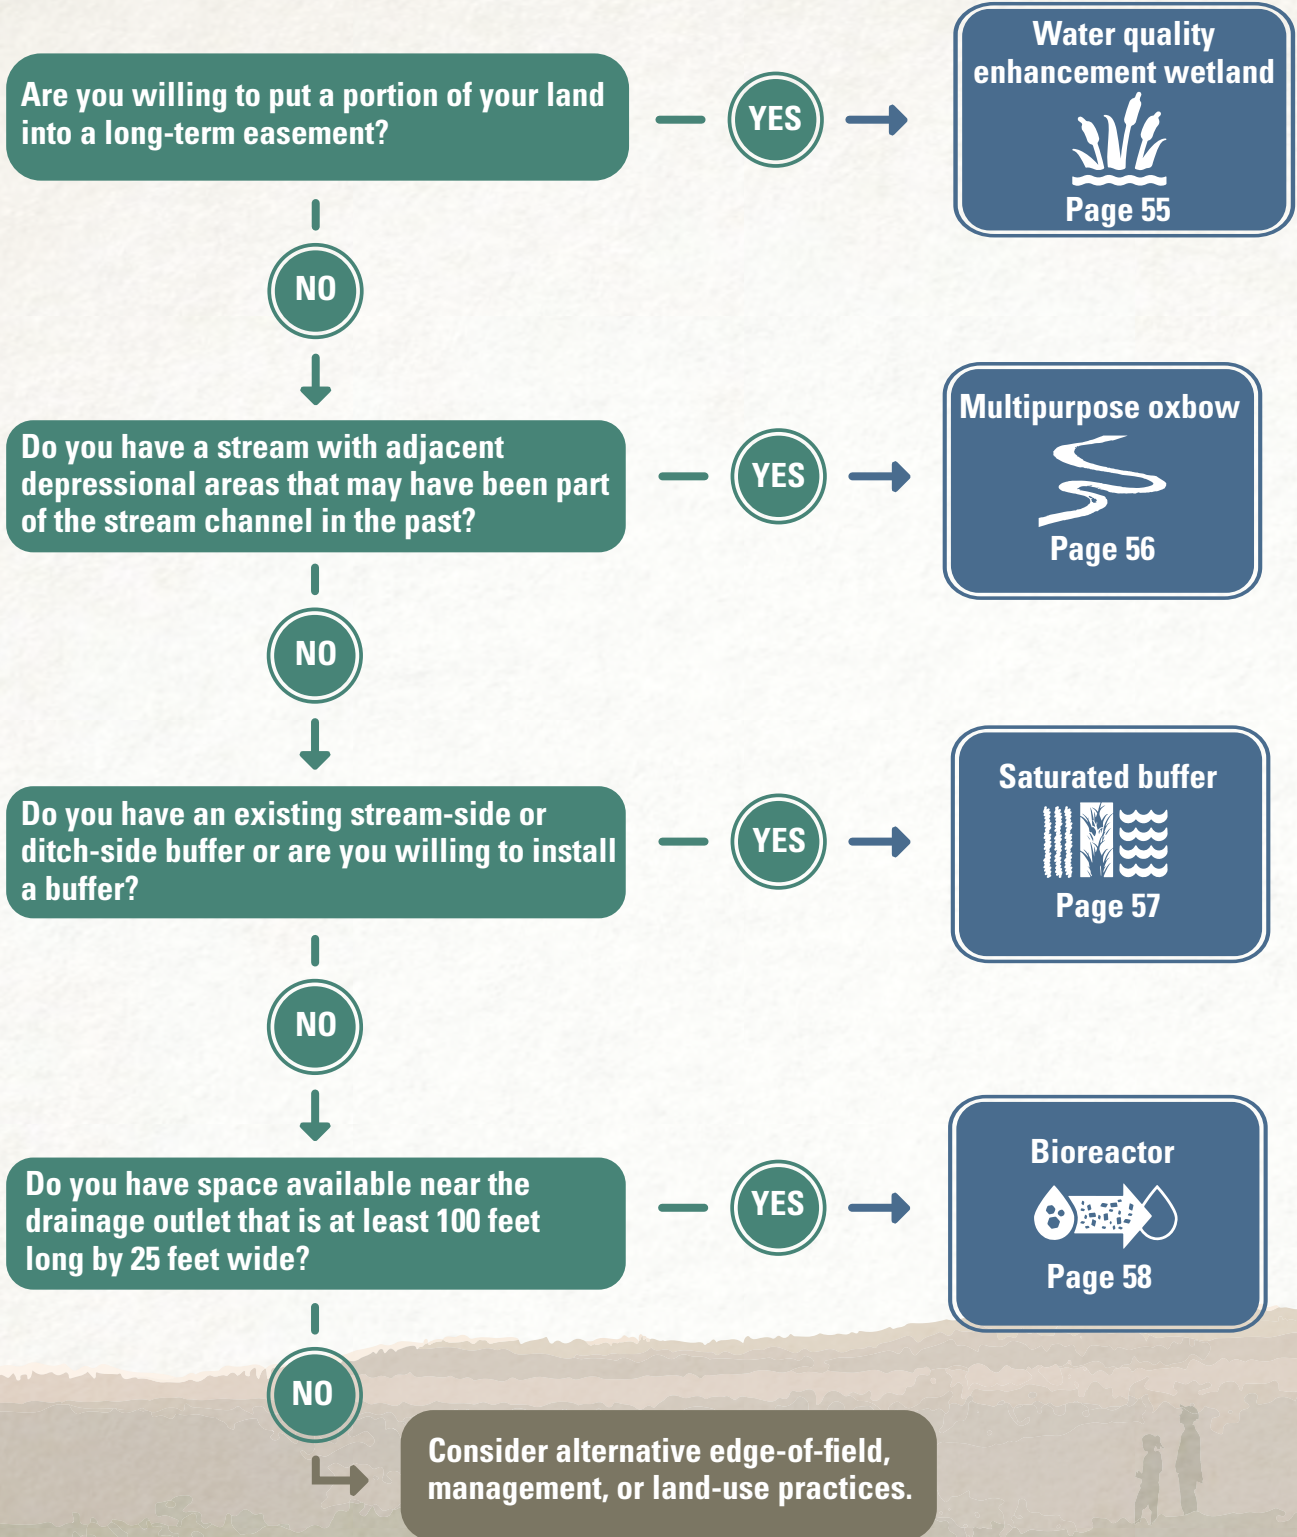 Are you willing to put a portion of your land
into a long-term easement?
YES
Water quality
enhancement wetland
Page 55
NO
Do you have a stream with adjacent
depressional areas that may have been part
of the stream channel in the past?
YES
Multipurpose oxbow
Page 56
NO
Do you have an existing stream-side or
ditch-side buffer or are you willing to install
a buffer?
YES
Saturated buffer
Page 57
NO
Do you have space available near the
drainage outlet that is at least 100 feet
long by 25 feet wide?
YES
Bioreactor
Page 58
NO
Consider alternative edge-of-field,
management, or land-use practices.